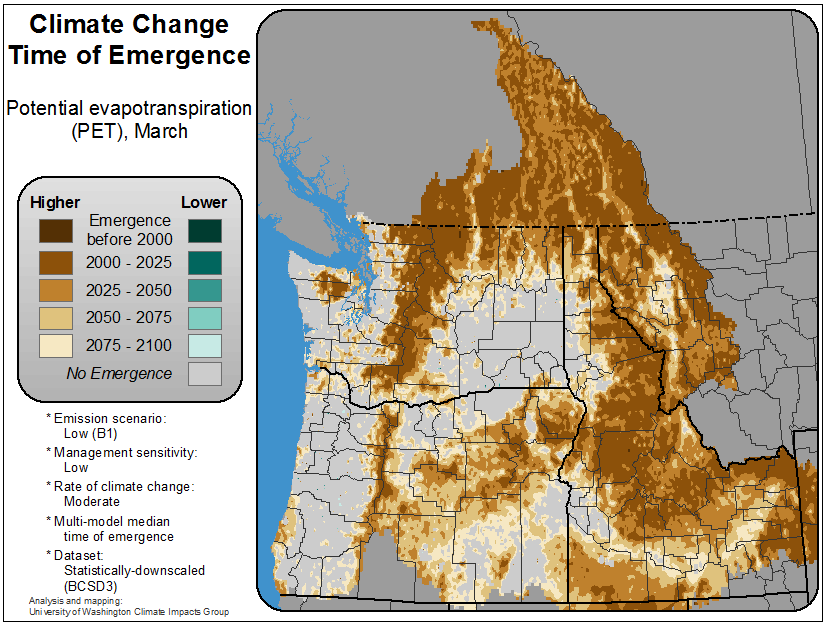 Climate Change
Time of Emergence
Potential evapotranspiration
(PET), March
Higher
Lower
Emergence
before 2000
2000 - 2025
2025 - 2050
2050 - 2075
2075 - 2100
No Emergence
* Emission scenario:
Low (B1)
* Management sensitivity:
Low
* Rate of climate change:
Moderate
* Multi-model median
time of emergence
* Dataset:
Statistically-downscaled
(BCSD3)
Analysis and mapping:
University of Washington Climate Impacts Group